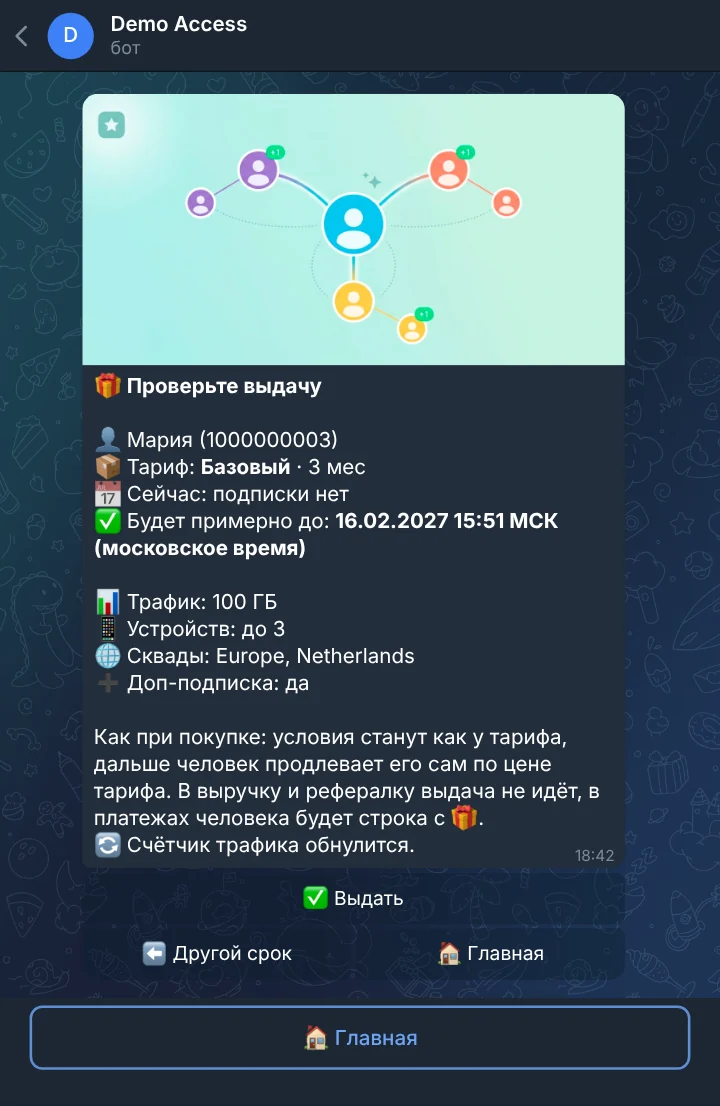 D
Demo Access
бот
+1
+1
+1
🎁 Проверьте выдачу
👤 Мария (1000000003)
📦 Тариф: Базовый · 3 мес
📅 Сейчас: подписки нет
✅ Будет примерно до: 16.02.2027 15:51 МСК
(московское время)
📊 Трафик: 100 ГБ
📱 Устройств: до 3
🌐 Сквады: Europe, Netherlands
➕ Доп-подписка: да
Как при покупке: условия станут как у тарифа,
дальше человек продлевает его сам по цене
тарифа. В выручку и рефералку выдача не идёт, в
платежах человека будет строка с 🎁.
🔄 Счётчик трафика обнулится.
18:42
✅ Выдать
⬅️ Другой срок
🏠 Главная
🏠 Главная